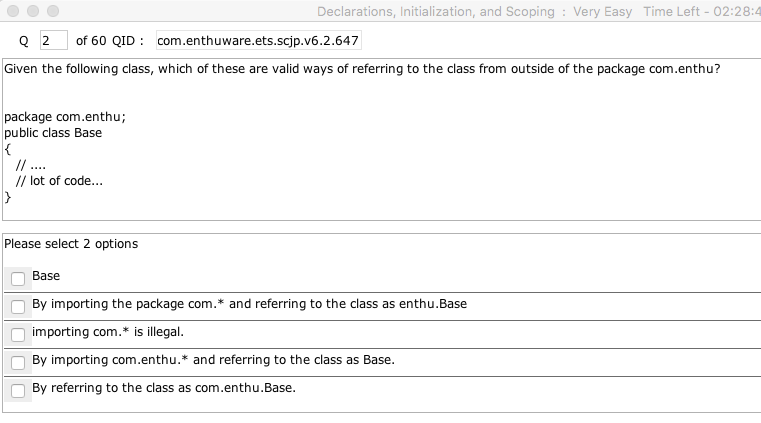 Declarations, Initialization, and Scoping : Very Easy Time Left - 02:28:4
Q 2 of 60 QID : com.enthuware.ets.scjp.v6.2.647
Given the following class, which of these are valid ways of referring to the class from outside of the package com.enthu?
package com.enthu;
public class Base
{
// ....
// lot of code...
}
Please select 2 options
Base
By importing the package com.* and referring to the class as enthu.Base
importing com.* is illegal.
By importing com.enthu.* and referring to the class as Base.
By referring to the class as com.enthu.Base.